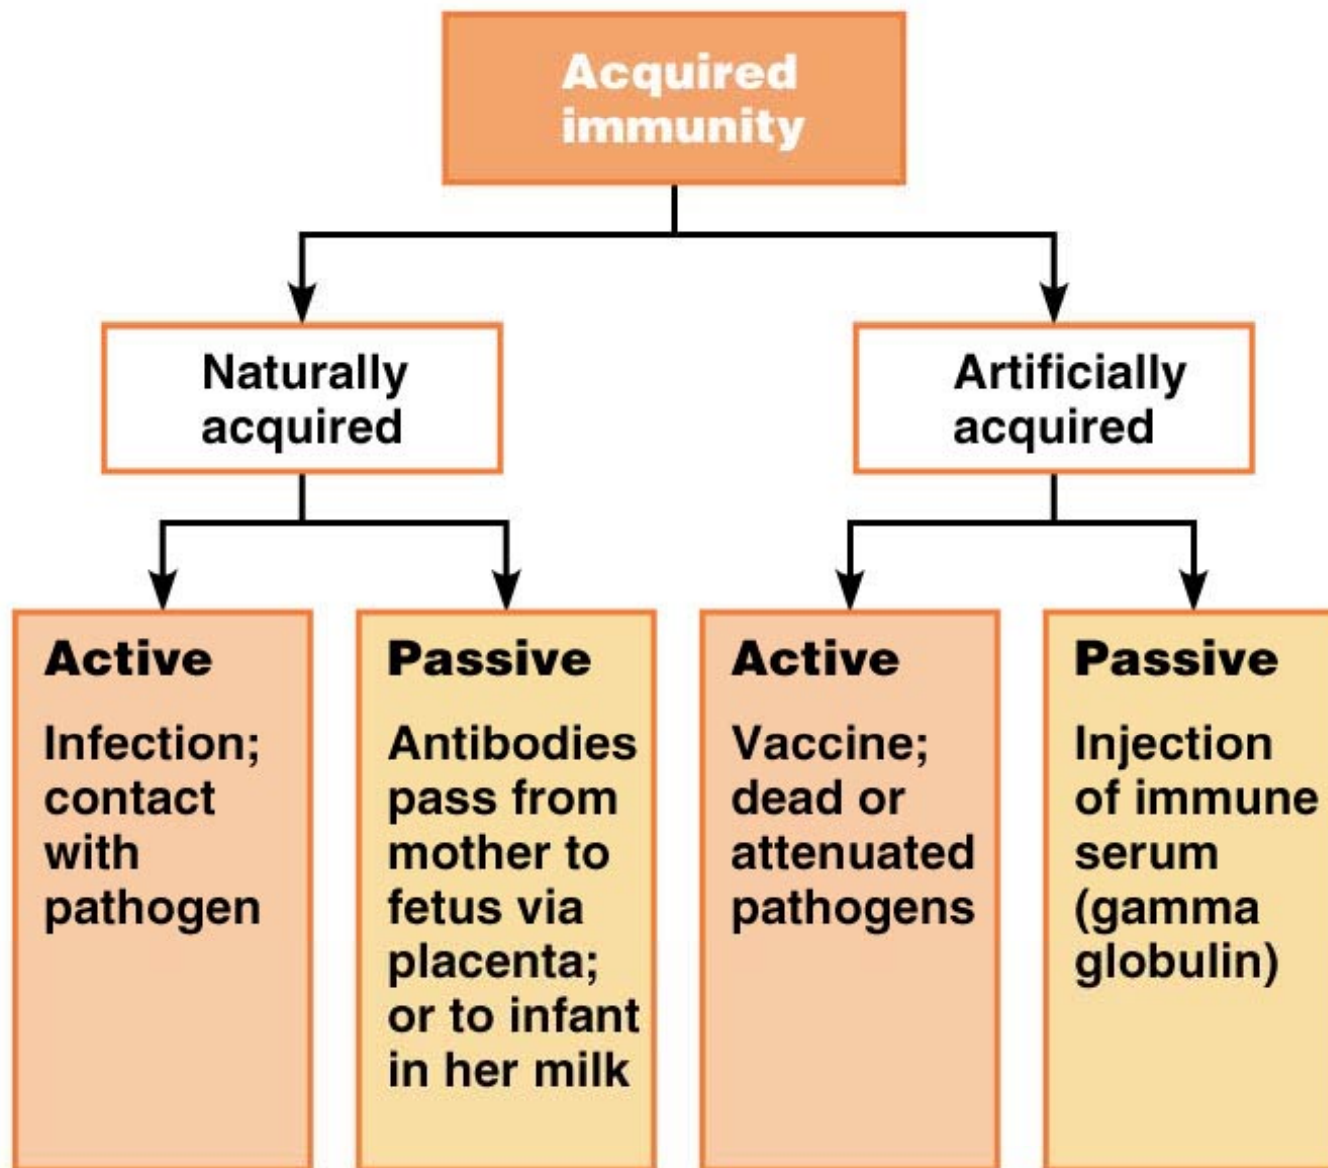 Acquired
immunity
Naturally
acquired
Artificially
acquired
Active
Infection;
contact
with
pathogen
Passive
Antibodies
pass from
mother to
fetus via
placenta;
or to infant
in her milk
Active
Vaccine;
dead or
attenuated
pathogens
Passive
Injection
of immune
serum
(gamma
globulin)